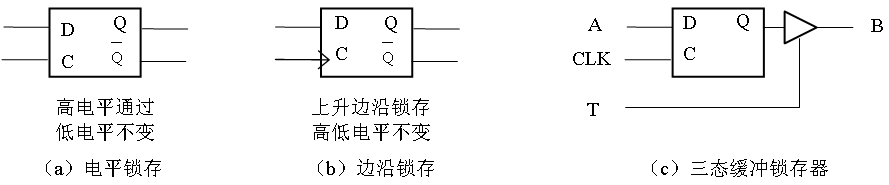 D Q
C Q̅
高电平通过
低电平不变
(a) 电平锁存
D Q
C Q̅
上升边沿锁存
高低电平不变
(b) 边沿锁存
A D Q B
CLK C
T
(c) 三态缓冲锁存器